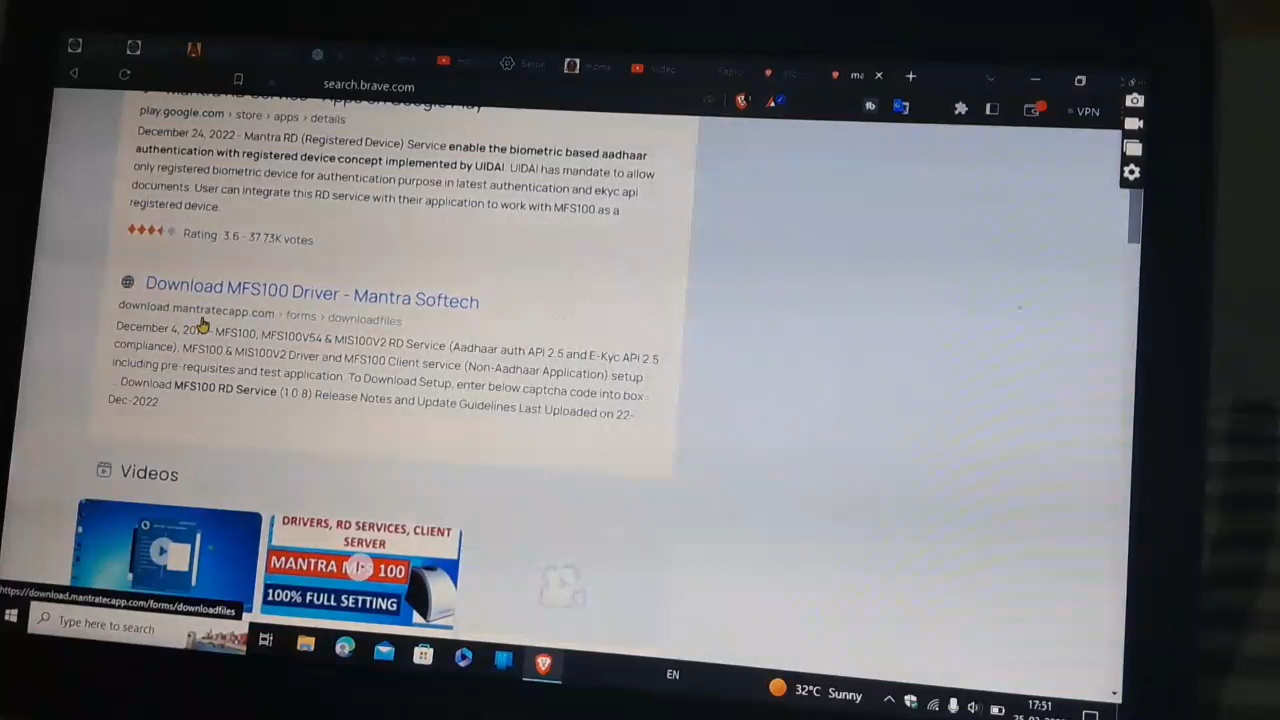 Home
Video
search.brave.com
VPN
play.google.com › store › apps › details
December 24, 2022 - Mantra RD (Registered Device) Service enable the biometric based aadhaar
authentication with registered device concept implemented by UIDAI. UIDAI has mandate to allow
only registered biometric device for authentication purpose in latest authentication and ekyc api
documents. User can integrate this RD service with their application to work with MFS100 as a
registered device.
Rating: 3.6 - 37.73K votes
Download MFS100 Driver - Mantra Softech
download.mantratecapp.com › forms › downloadfiles
December 4, - MFS100, MFS100V54 & MIS100V2 RD Service (Aadhaar auth API 2.5 and E-Kyc API 2.5
compliance), MFS100 & MIS100V2 Driver and MFS100 Client service (Non-Aadhaar Application) setup
including pre-requisites and test application. To Download Setup, enter below captcha code into box :
Download MFS100 RD Service (1.0.8) Release Notes and Update Guidelines Last Uploaded on 22-
Dec-2022
Videos
DRIVERS, RD SERVICES, CLIENT
SERVER
MANTRA MFS 100
100% FULL SETTING
https://download.mantratecapp.com/forms/downloadfiles
Type here to search
EN
32°C Sunny
17:51